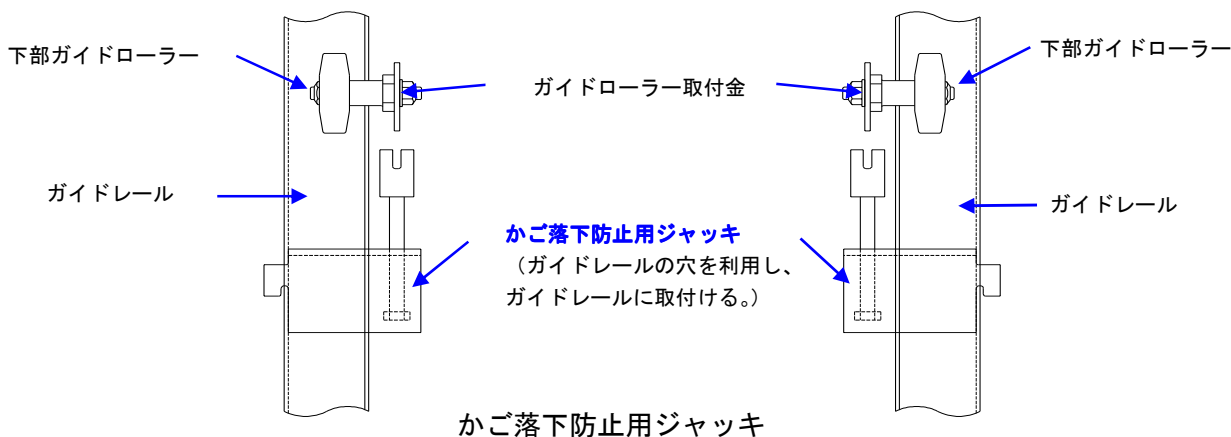 下部ガイドローラー
下部ガイドローラー
ガイドローラー取付金
ガイドレール
ガイドレール
かご落下防止用ジャッキ
（ガイドレールの穴を利用し、
ガイドレールに取付ける。）
かご落下防止用ジャッキ